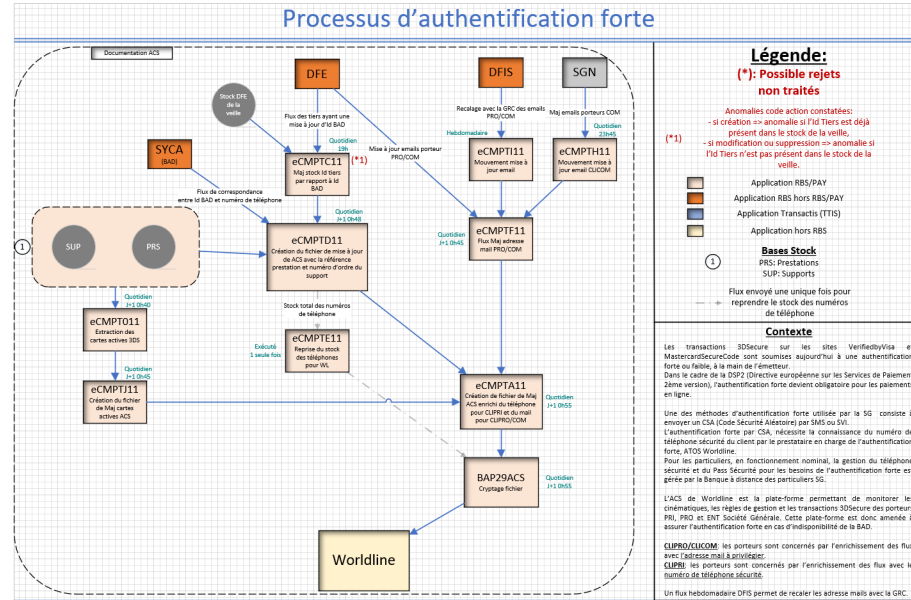 Processus d'authentification forte
Documentation ACS
DFE
DFIS
SGN
Stock DFE
de la
veille
Flux des tiers ayant une
mise à jour d'Id BAD
Recalage avec la GRC des emails
PRO/COM
Maj emails porteurs COM
Quotidien
19h
Hebdomadaire
Quotidien
23h45
SYCA
(BAD)
eCMPTC11
Maj stock Id tiers
par rapport à Id
BAD
(*1)
Mise à jour emails porteur
PRO/COM
eCMPTI11
Mouvement mise à
jour email
eCMPTH11
Mouvement mise à
jour email CLICOM
Flux de correspondance
entre Id BAD et numéro de téléphone
Quotidien
J+1 0h48
eCMPTD11
Création du fichier de mise à jour
de ACS avec la référence
prestation et numéro d'ordre du
support
Quotidien
J+1 0h45
eCMPTF11
Flux Maj adresse
mail PRO/COM
1
SUP
PRS
Quotidien
J+1 0h40
eCMPT011
Extraction des
cartes actives 3DS
Stock total des numéros
de téléphone
Exécuté
1 seule fois
eCMPTE11
Reprise du stock
des téléphones
pour WL
Quotidien
J+1 0h45
eCMPTJ11
Création du fichier
de Maj cartes
actives ACS
eCMPTA11
Création de fichier de Maj
ACS enrichi du téléphone
pour CLIPRI et du mail
pour CLIPRO/COM
Quotidien
J+1 0h55
BAP29ACS
Cryptage fichier
Quotidien
J+1 0h55
Worldline
Légende:
(*): Possible rejets
non traités
(*1)
Anomalies code action constatées:
- si création => anomalie si l'Id Tiers est déjà
présent dans le stock de la veille,
- si modification ou suppression => anomalie si
l'Id Tiers n'est pas présent dans le stock de la
veille.
Application RBS/PAY
Application RBS hors RBS/PAY
Application Transactis (TTIS)
Application hors RBS
1
Bases Stock
PRS: Prestations
SUP: Supports
Flux envoyé une unique fois pour
reprendre le stock des numéros
de téléphone
Contexte
Les transactions 3DSecure sur les sites VerifiedbyVisa e
MastercardSecureCode sont soumises aujourd'hui à une authentification
forte ou faible, à la main de l'émetteur.
Dans le cadre de la DSP2 (Directive européenne sur les Services de Paiemen
2ème version), l'authentification forte devient obligatoire pour les paiements
en ligne.
Une des méthodes d'authentification forte utilisée par la SG consiste
envoyer un CSA (Code Sécurité Aléatoire) par SMS ou SVI.
L'authentification forte par CSA, nécessite la connaissance du numéro de
téléphone sécurité du client par le prestataire en charge de l'authentification
forte, ATOS Worldline.
Pour les particuliers, en fonctionnement nominal, la gestion du téléphone
sécurité et du Pass Sécurité pour les besoins de l'authentification forte es
gérée par la Banque à distance des particuliers SG.
L'ACS de Worldline est la plate-forme permettant de monitorer les
cinématiques, les règles de gestion et les transactions 3DSecure des porteurs
PRI, PRO et ENT Société Générale. Cette plate-forme est donc amenée
assurer l'authentification forte en cas d'indisponibilité de la BAD.
CLIPRO/CLICOM: les porteurs sont concernés par l'enrichissement des flux
avec l'adresse mail à privilégier.
CLIPRI: les porteurs sont concernés par l'enrichissement des flux avec le
numéro de téléphone sécurité.
Un flux hebdomadaire DFIS permet de recaler les adresse mails avec la GRC.